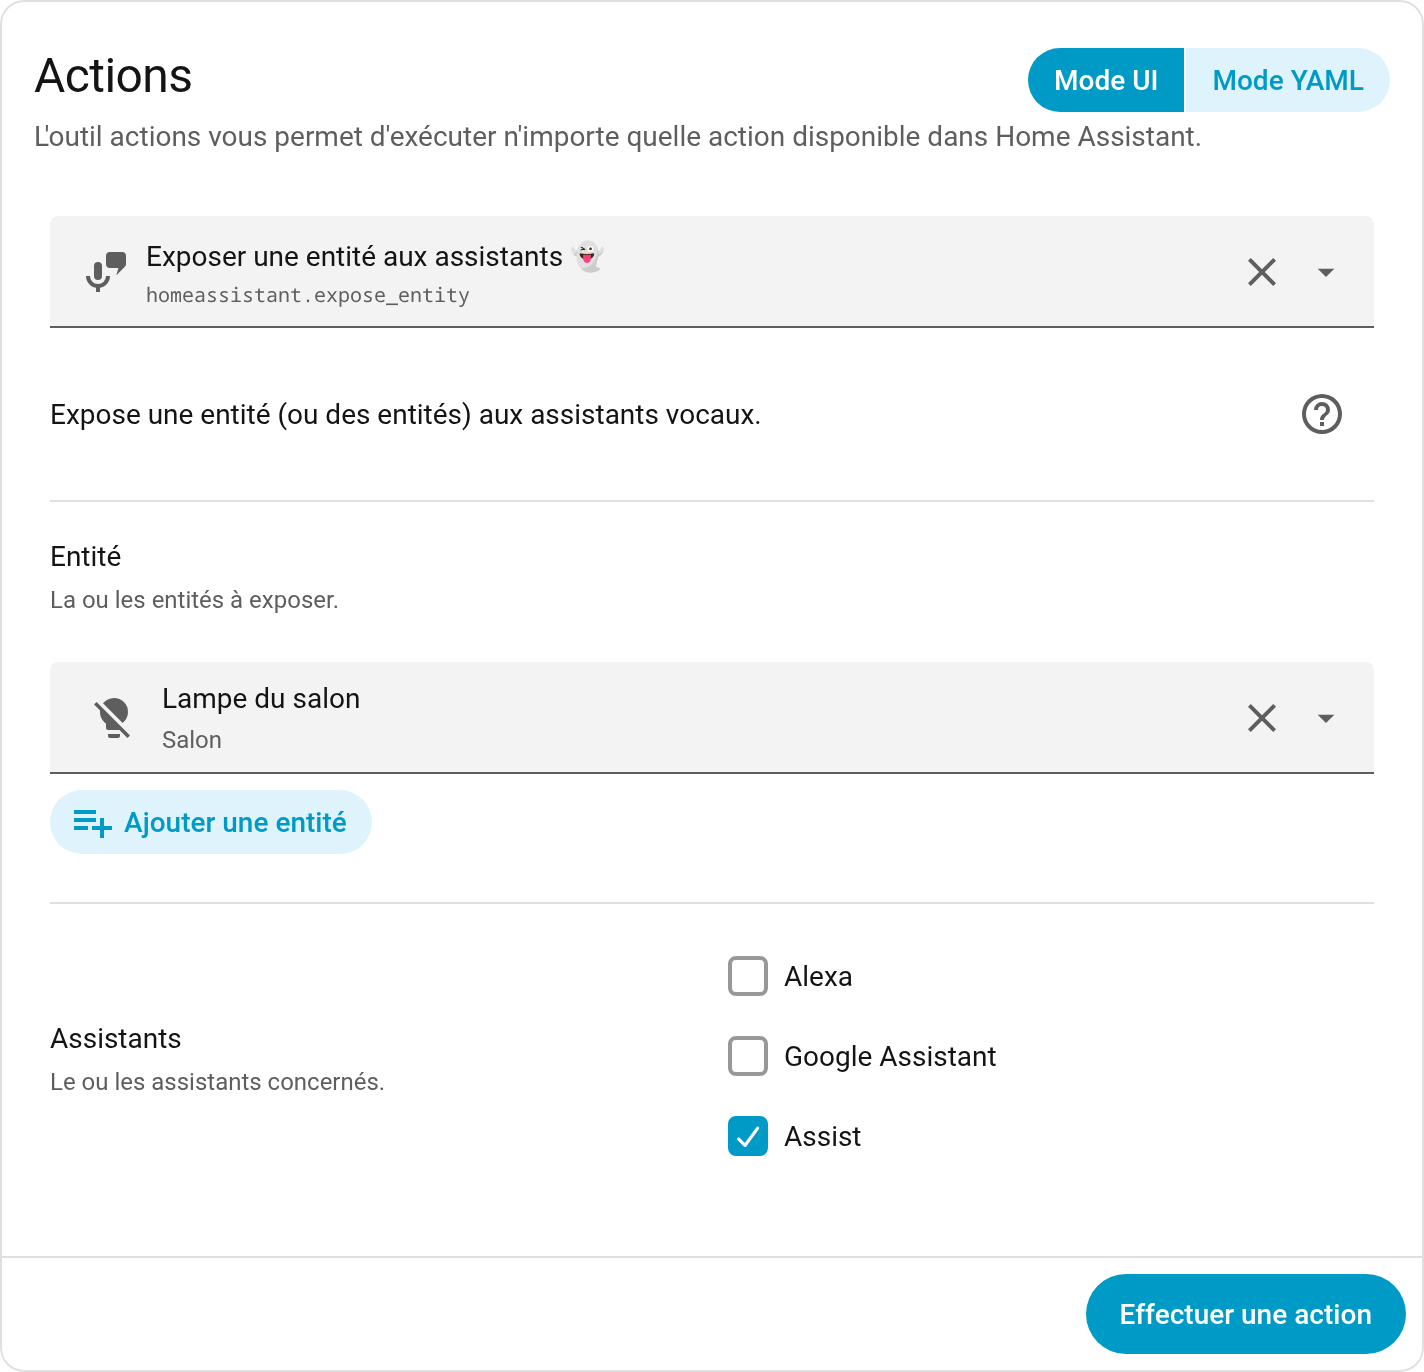 Actions
Mode UI
Mode YAML
L'outil actions vous permet d'exécuter n'importe quelle action disponible dans Home Assistant.
Exposer une entité aux assistants 👻
homeassistant.expose_entity
Expose une entité (ou des entités) aux assistants vocaux.
Entité
La ou les entités à exposer.
Lampe du salon
Salon
Ajouter une entité
Assistants
Le ou les assistants concernés.
Alexa
Google Assistant
Assist
Effectuer une action